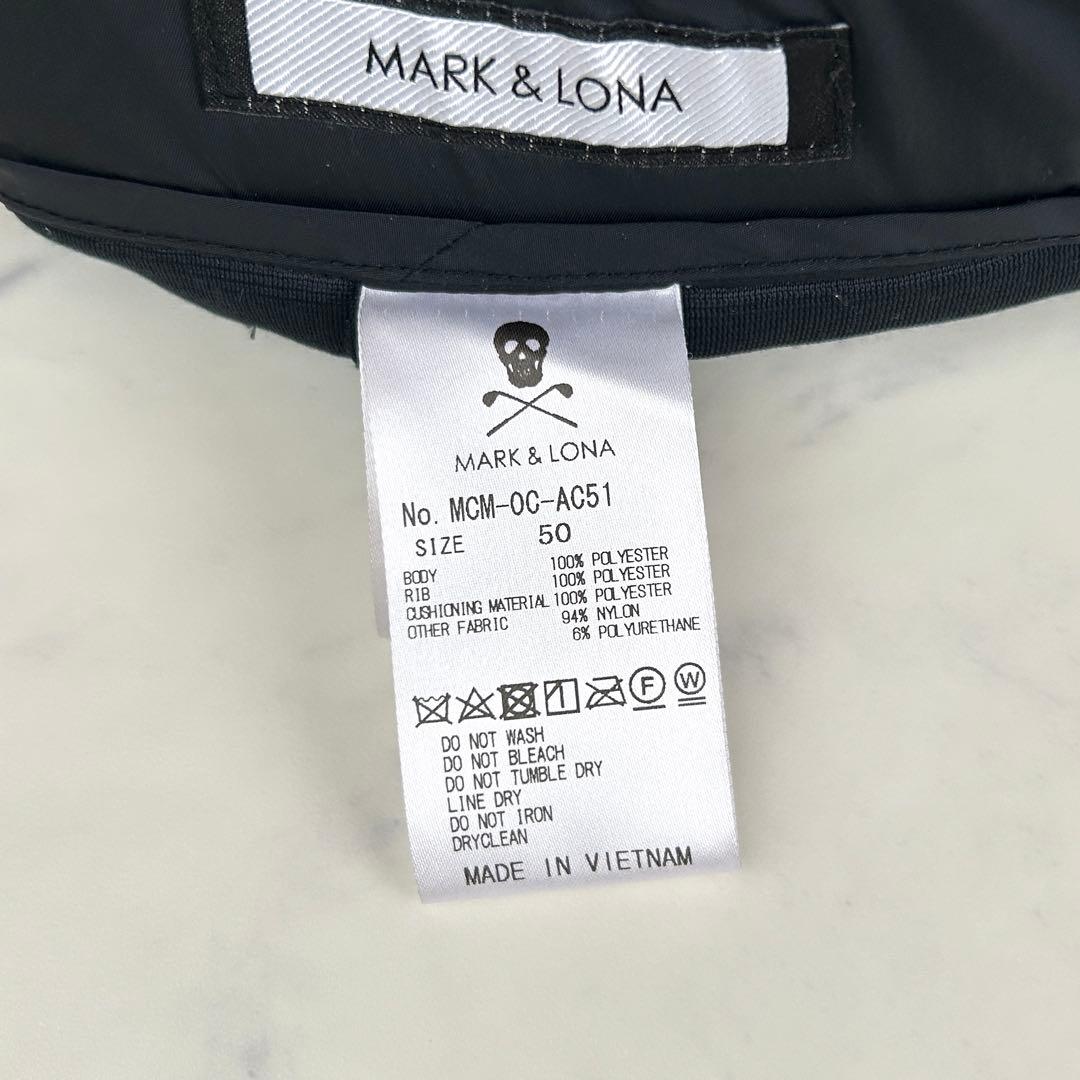 MARK & LONA
MARK & LONA
No. MCM-OC-AC51
SIZE 50
BODY 100% POLYESTER
RIB 100% POLYESTER
CUSHIONING MATERIAL 100% POLYESTER
OTHER FABRIC 94% NYLON
6% POLYURETHANE
F W
DO NOT WASH
DO NOT BLEACH
DO NOT TUMBLE DRY
LINE DRY
DO NOT IRON
DRYCLEAN
MADE IN VIETNAM